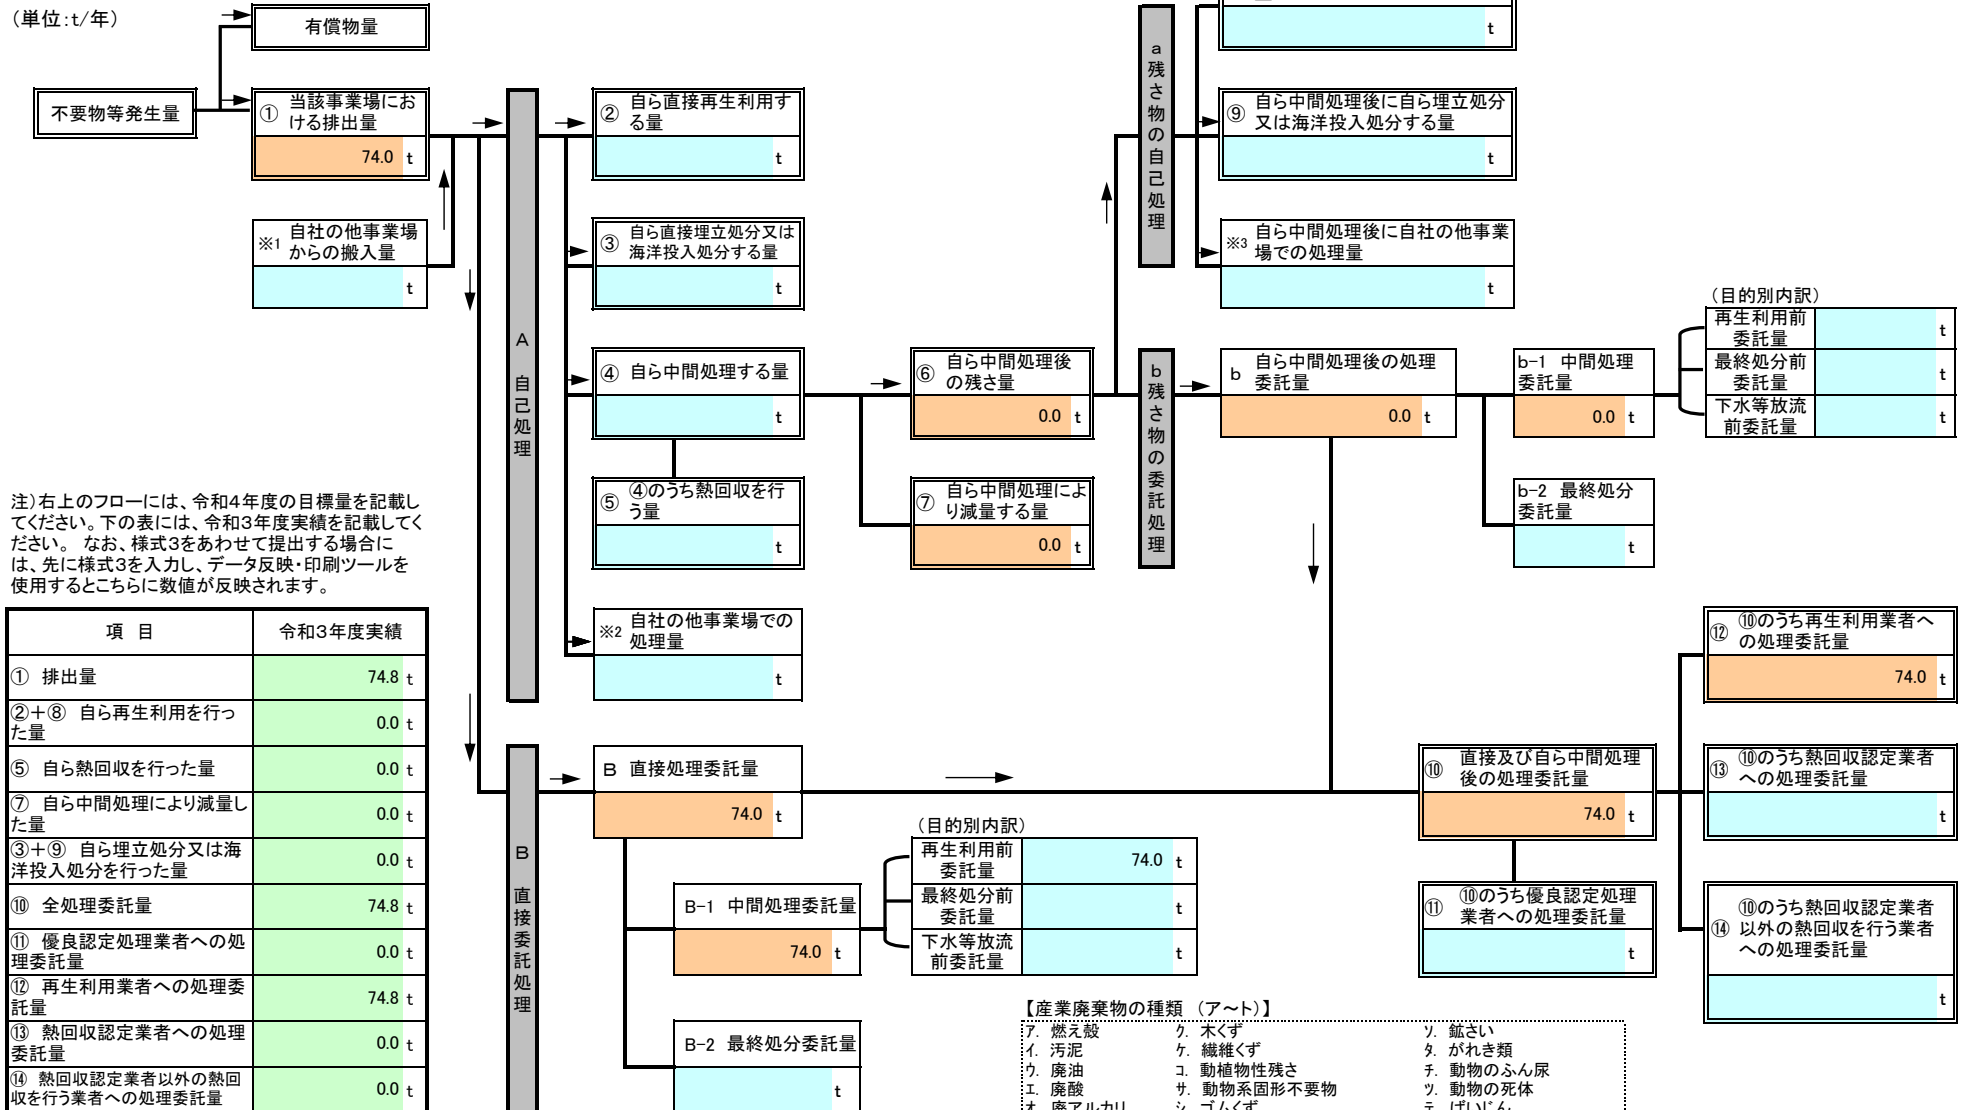 （単位：t/年）
有償物量
不要物等発生量
① 当該事業場にお
ける排出量
74.0 t
※1 自社の他事業場
からの搬入量
t
A 自己処理
② 自ら直接再生利用す
る量
t
③ 自ら直接埋立処分又は
海洋投入処分する量
t
④ 自ら中間処理する量
t
⑤ ④のうち熱回収を行
う量
t
※2 自社の他事業場での
処理量
t
⑥ 自ら中間処理後
の残さ量
0.0 t
⑦ 自ら中間処理によ
り減量する量
0.0 t
a 残さ物の自己処理
t
⑨ 自ら中間処理後に自ら埋立処分
又は海洋投入処分する量
t
※3 自ら中間処理後に自社の他事業
場での処理量
t
b 残さ物の委託処理
b 自ら中間処理後の処理
委託量
0.0 t
b-1 中間処理
委託量
0.0 t
（目的別内訳）
再生利用前
委託量
t
最終処分前
委託量
t
下水等放流
前委託量
t
b-2 最終処分
委託量
t
注）右上のフローには、令和4年度の目標量を記載し
てください。下の表には、令和3年度実績を記載してく
ださい。 なお、様式3をあわせて提出する場合に
は、先に様式3を入力し、データ反映・印刷ツールを
使用するとこちらに数値が反映されます。
項 目 令和3年度実績
① 排出量 74.8 t
②＋⑧ 自ら再生利用を行っ
た量 0.0 t
⑤ 自ら熱回収を行った量 0.0 t
⑦ 自ら中間処理により減量し
た量 0.0 t
③＋⑨ 自ら埋立処分又は海
洋投入処分を行った量 0.0 t
⑩ 全処理委託量 74.8 t
⑪ 優良認定処理業者への処
理委託量 0.0 t
⑫ 再生利用業者への処理委
託量 74.8 t
⑬ 熱回収認定業者への処理
委託量 0.0 t
⑭ 熱回収認定業者以外の熱回
収を行う業者への処理委託量 0.0 t
B 直接委託処理
B 直接処理委託量
74.0 t
B-1 中間処理委託量
74.0 t
（目的別内訳）
再生利用前
委託量
74.0 t
最終処分前
委託量
t
下水等放流
前委託量
t
B-2 最終処分委託量
t
⑩ 直接及び自ら中間処理
後の処理委託量
74.0 t
⑪ ⑩のうち優良認定処理
業者への処理委託量
t
⑫ ⑩のうち再生利用業者へ
の処理委託量
74.0 t
⑬ ⑩のうち熱回収認定業者
への処理委託量
t
⑭ ⑩のうち熱回収認定業者
以外の熱回収を行う業者
への処理委託量
t
【産業廃棄物の種類 （ア～ト）】
ｱ. 燃え殻 ｸ. 木くず ｿ. 鉱さい
ｲ. 汚泥 ｹ. 繊維くず ﾀ. がれき類
ｳ. 廃油 ｺ. 動植物性残さ ﾁ. 動物のふん尿
ｴ. 廃酸 ｻ. 動物系固形不要物 ﾂ. 動物の死体
ｵ. 廃アルカリ ｼ. ゴムくず ﾃ. ばいじん